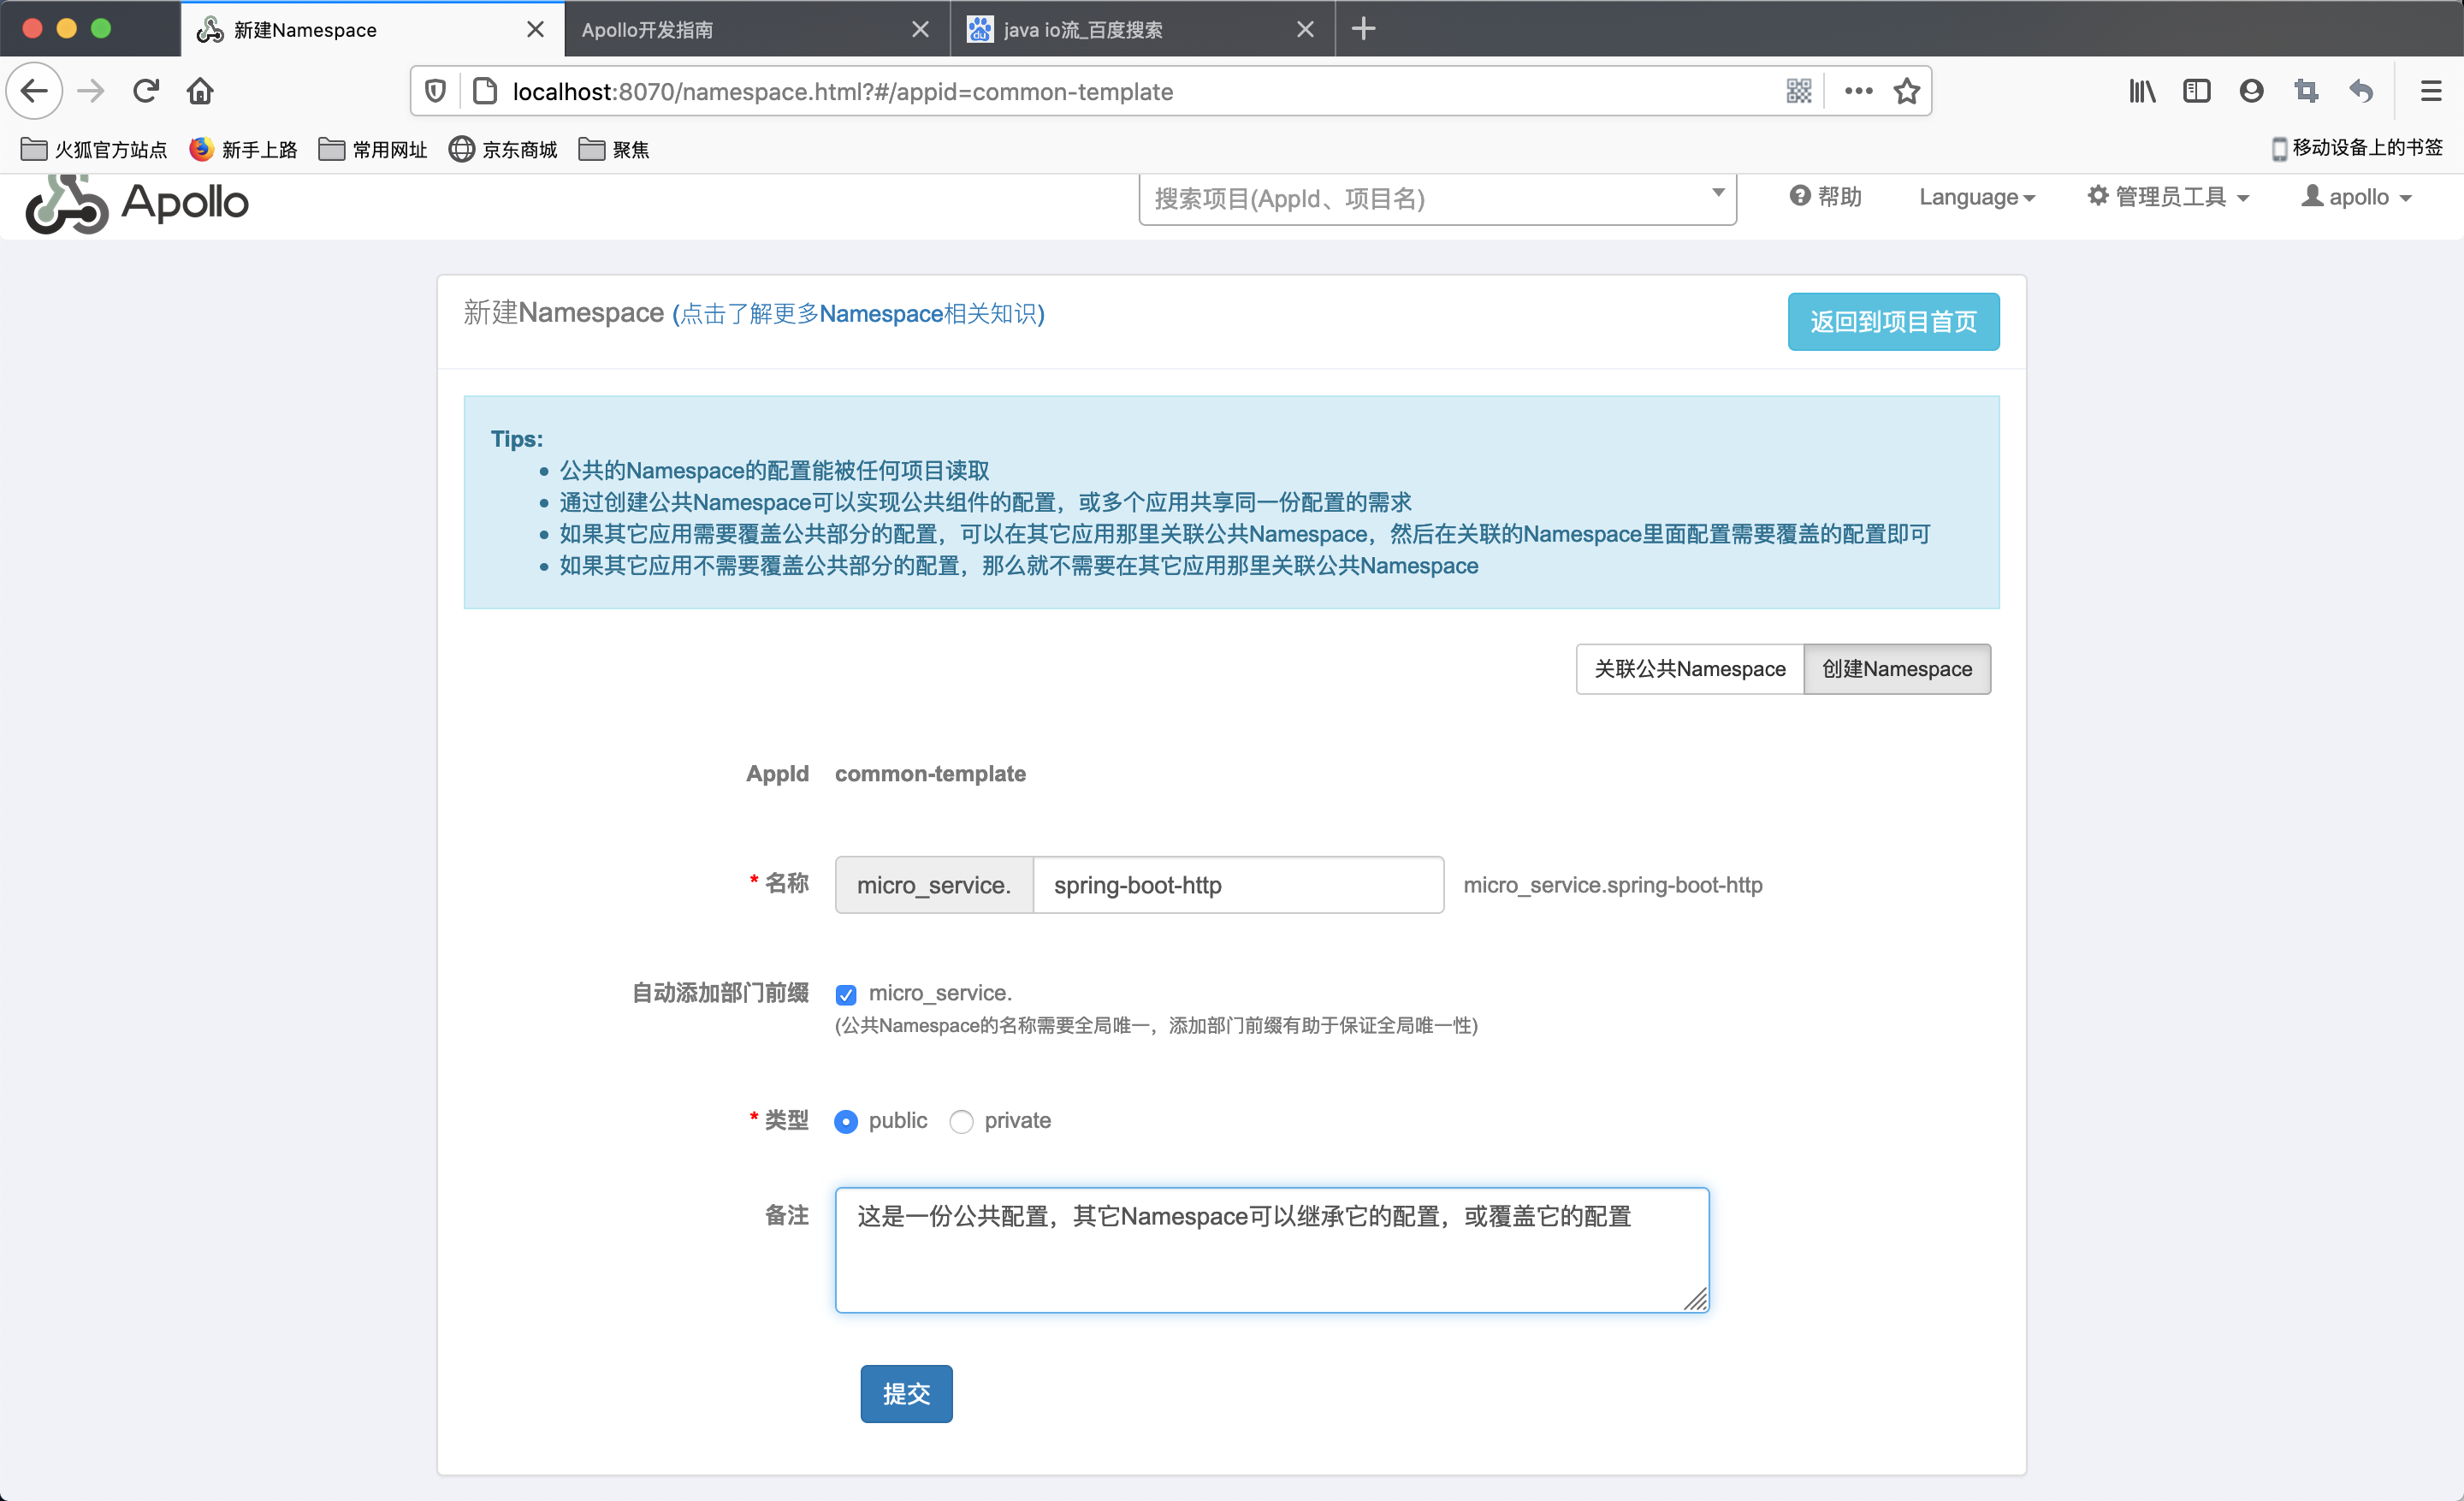 新建Namespace
Apollo开发指南
java io流_百度搜索
localhost:8070/namespace.html?#/appid=common-template
火狐官方站点
新手上路
常用网址
京东商城
聚焦
移动设备上的书签
Apollo
搜索项目(AppId、项目名)
帮助
Language
管理员工具
apollo
新建Namespace (点击了解更多Namespace相关知识)
返回到项目首页
Tips:
公共的Namespace的配置能被任何项目读取
通过创建公共Namespace可以实现公共组件的配置，或多个应用共享同一份配置的需求
如果其它应用需要覆盖公共部分的配置，可以在其它应用那里关联公共Namespace，然后在关联的Namespace里面配置需要覆盖的配置即可
如果其它应用不需要覆盖公共部分的配置，那么就不需要在其它应用那里关联公共Namespace
关联公共Namespace
创建Namespace
AppId common-template
* 名称 micro_service. spring-boot-http micro_service.spring-boot-http
自动添加部门前缀 micro_service.
(公共Namespace的名称需要全局唯一，添加部门前缀有助于保证全局唯一性)
* 类型 public private
备注 这是一份公共配置，其它Namespace可以继承它的配置，或覆盖它的配置
提交